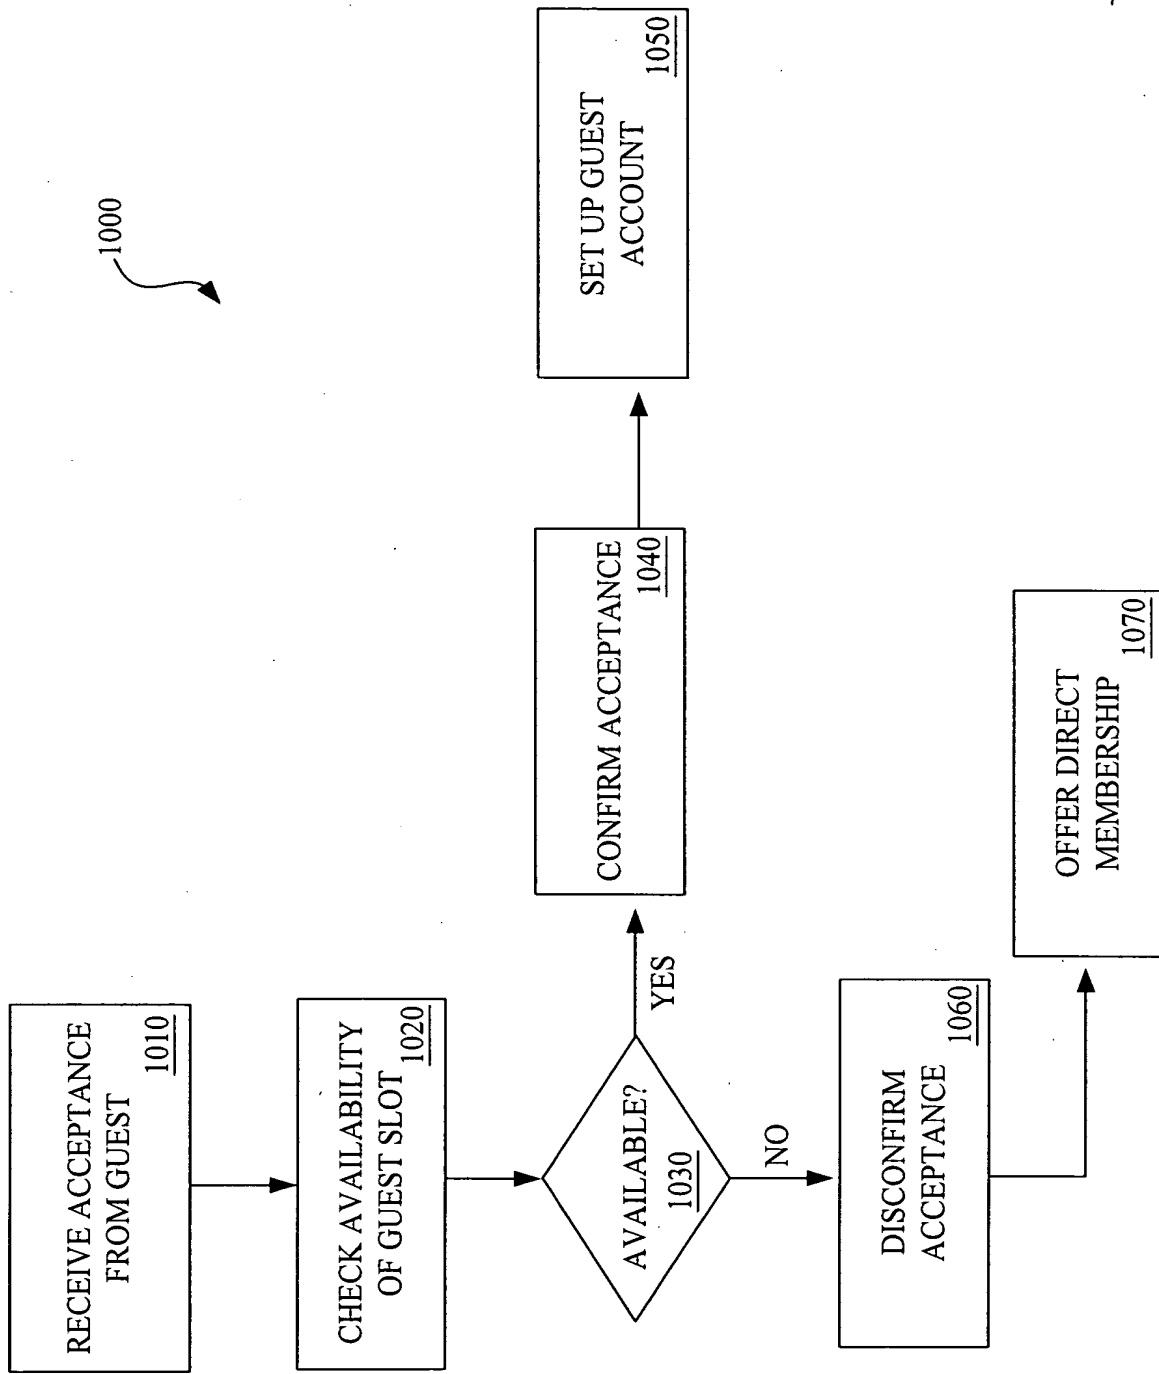 1000
RECEIVE ACCEPTANCE
FROM GUEST
1010
CHECK AVAILABILITY
OF GUEST SLOT
1020
AVAILABLE?
1030
YES
NO
CONFIRM ACCEPTANCE
1040
SET UP GUEST
ACCOUNT
1050
DISCONFIRM
ACCEPTANCE
1060
OFFER DIRECT
MEMBERSHIP
1070